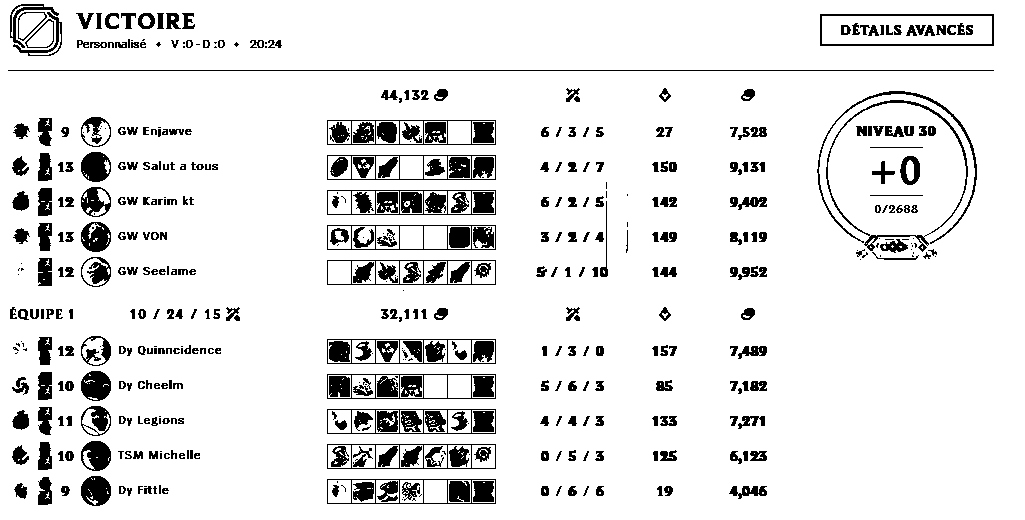 VICTOIRE
Personnalisé • V :0 - D :0 • 20:24
DÉTAILS AVANCÉS
44,132
9 GW Enjawve 6 / 3 / 5 27 7,528
13 GW Salut a tous 4 / 2 / 7 150 9,131
12 GW Karim kt 6 / 2 / 5 142 9,402
13 GW VON 3 / 2 / 4 149 8,119
12 GW Seelame 5 / 1 / 10 144 9,952
NIVEAU 30
+0
0/2688
ÉQUIPE 1 10 / 24 / 15 32,111
12 Dy Quinncidence 1 / 3 / 0 157 7,489
10 Dy Cheelm 5 / 6 / 3 85 7,182
11 Dy Legions 4 / 4 / 3 133 7,271
10 TSM Michelle 0 / 5 / 3 125 6,123
9 Dy Fittle 0 / 6 / 6 19 4,046